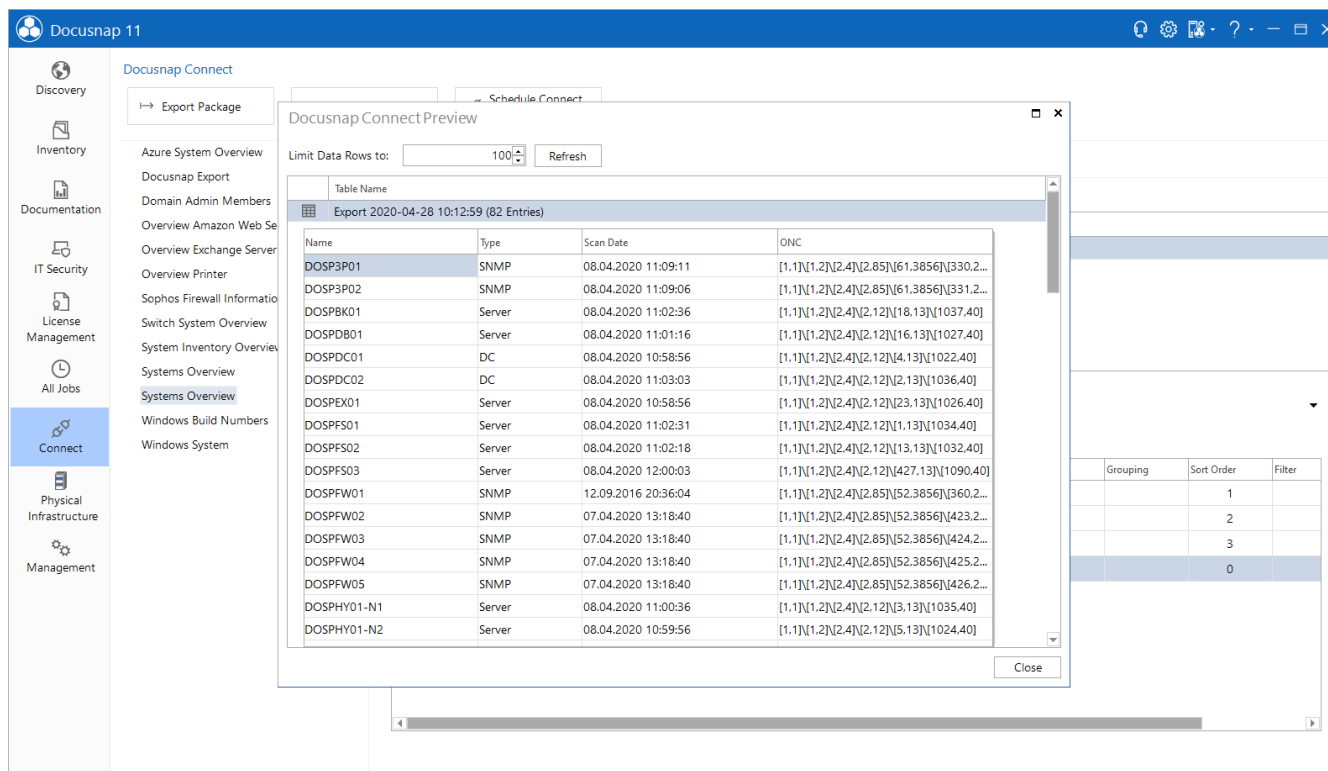 Docusnap 11
Discovery
Inventory
Documentation
IT Security
License
Management
All Jobs
Connect
Physical
Infrastructure
Management
Docusnap Connect
Export Package
Schedule Connect
Azure System Overview
Docusnap Export
Domain Admin Members
Overview Amazon Web Se
Overview Exchange Server
Overview Printer
Sophos Firewall Informatio
Switch System Overview
System Inventory Overview
Systems Overview
Systems Overview
Windows Build Numbers
Windows System
Docusnap Connect Preview
Limit Data Rows to: 100 Refresh
Table Name
Export 2020-04-28 10:12:59 (82 Entries)
Name Type Scan Date ONC
DOSP3P01 SNMP 08.04.2020 11:09:11 [1,1]\[1,2]\[2,4]\[2,85]\[61,3856]\[330,2...
DOSP3P02 SNMP 08.04.2020 11:09:06 [1,1]\[1,2]\[2,4]\[2,85]\[61,3856]\[331,2...
DOSPBK01 Server 08.04.2020 11:02:36 [1,1]\[1,2]\[2,4]\[2,12]\[18,13]\[1037,40]
DOSPDB01 Server 08.04.2020 11:01:16 [1,1]\[1,2]\[2,4]\[2,12]\[16,13]\[1027,40]
DOSPDC01 DC 08.04.2020 10:58:56 [1,1]\[1,2]\[2,4]\[2,12]\[4,13]\[1022,40]
DOSPDC02 DC 08.04.2020 11:03:03 [1,1]\[1,2]\[2,4]\[2,12]\[2,13]\[1036,40]
DOSPEX01 Server 08.04.2020 10:58:56 [1,1]\[1,2]\[2,4]\[2,12]\[23,13]\[1026,40]
DOSPFS01 Server 08.04.2020 11:02:31 [1,1]\[1,2]\[2,4]\[2,12]\[1,13]\[1034,40]
DOSPFS02 Server 08.04.2020 11:02:18 [1,1]\[1,2]\[2,4]\[2,12]\[13,13]\[1032,40]
DOSPFS03 Server 08.04.2020 12:00:03 [1,1]\[1,2]\[2,4]\[2,12]\[427,13]\[1090,40]
DOSPFW01 SNMP 12.09.2016 20:36:04 [1,1]\[1,2]\[2,4]\[2,85]\[52,3856]\[360,2...
DOSPFW02 SNMP 07.04.2020 13:18:40 [1,1]\[1,2]\[2,4]\[2,85]\[52,3856]\[423,2...
DOSPFW03 SNMP 07.04.2020 13:18:40 [1,1]\[1,2]\[2,4]\[2,85]\[52,3856]\[424,2...
DOSPFW04 SNMP 07.04.2020 13:18:40 [1,1]\[1,2]\[2,4]\[2,85]\[52,3856]\[425,2...
DOSPFW05 SNMP 07.04.2020 13:18:40 [1,1]\[1,2]\[2,4]\[2,85]\[52,3856]\[426,2...
DOSPHY01-N1 Server 08.04.2020 11:00:36 [1,1]\[1,2]\[2,4]\[2,12]\[3,13]\[1035,40]
DOSPHY01-N2 Server 08.04.2020 10:59:56 [1,1]\[1,2]\[2,4]\[2,12]\[5,13]\[1024,40]
Close
Grouping Sort Order Filter
1
2
3
0